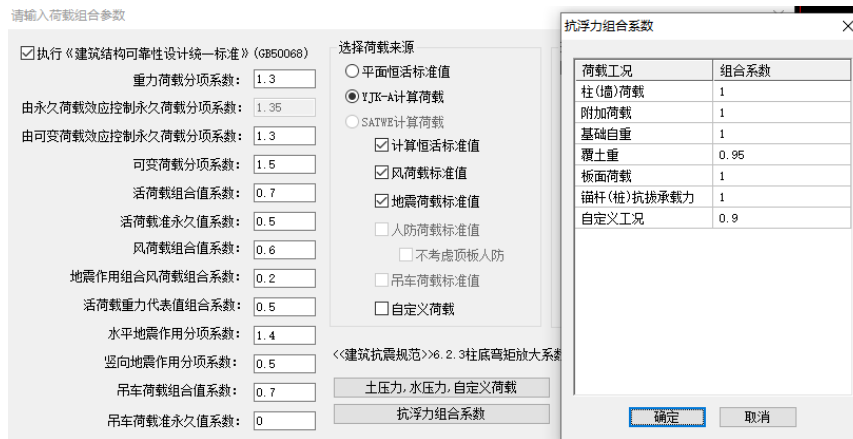 请输入荷载组合参数
执行《建筑结构可靠性设计统一标准》(GB50068)
重力荷载分项系数： 1.3
由永久荷载效应控制永久荷载分项系数： 1.35
由可变荷载效应控制永久荷载分项系数： 1.3
可变荷载分项系数： 1.5
活荷载组合值系数： 0.7
活荷载准永久值系数： 0.5
风荷载组合值系数： 0.6
地震作用组合风荷载组合系数： 0.2
活荷载重力代表值组合系数： 0.5
水平地震作用分项系数： 1.4
竖向地震作用分项系数： 0.5
吊车荷载组合值系数： 0.7
吊车荷载准永久值系数： 0
选择荷载来源
平面恒活标准值
YJK-A计算荷载
SATWE计算荷载
计算恒活标准值
风荷载标准值
地震荷载标准值
人防荷载标准值
不考虑顶板人防
吊车荷载标准值
自定义荷载
<<建筑抗震规范>>6.2.3柱底弯矩放大系
土压力,水压力,自定义荷载
抗浮力组合系数
抗浮力组合系数
荷载工况 组合系数
柱(墙)荷载 1
附加荷载 1
基础自重 1
覆土重 0.95
板面荷载 1
锚杆(桩)抗拔承载力 1
自定义工况 0.9
确定 取消